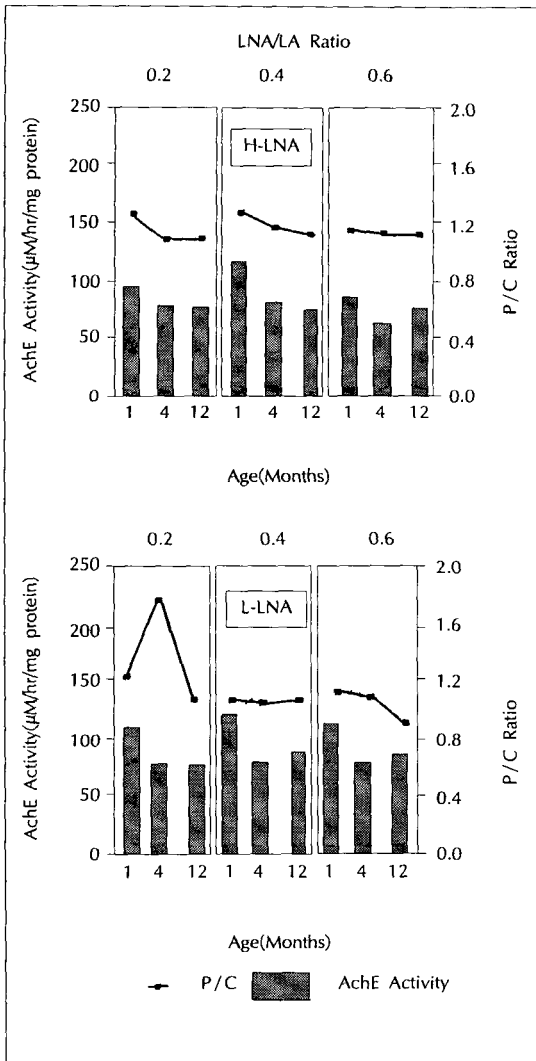 LNA/LA Ratio
0.2 0.4 0.6
250 2.0
200 1.6
150 1.2
100 0.8
50 0.4
0 0.0
AchE Activity(μM/hr/mg protein)
H-LNA
P/C Ratio
1 4 12 1 4 12 1 4 12
Age(Months)
0.2 0.4 0.6
250 2.0
200 1.6
150 1.2
100 0.8
50 0.4
0 0.0
AchE Activity(μM/hr/mg protein)
L-LNA
P/C Ratio
1 4 12 1 4 12 1 4 12
Age(Months)
P/C AchE Activity